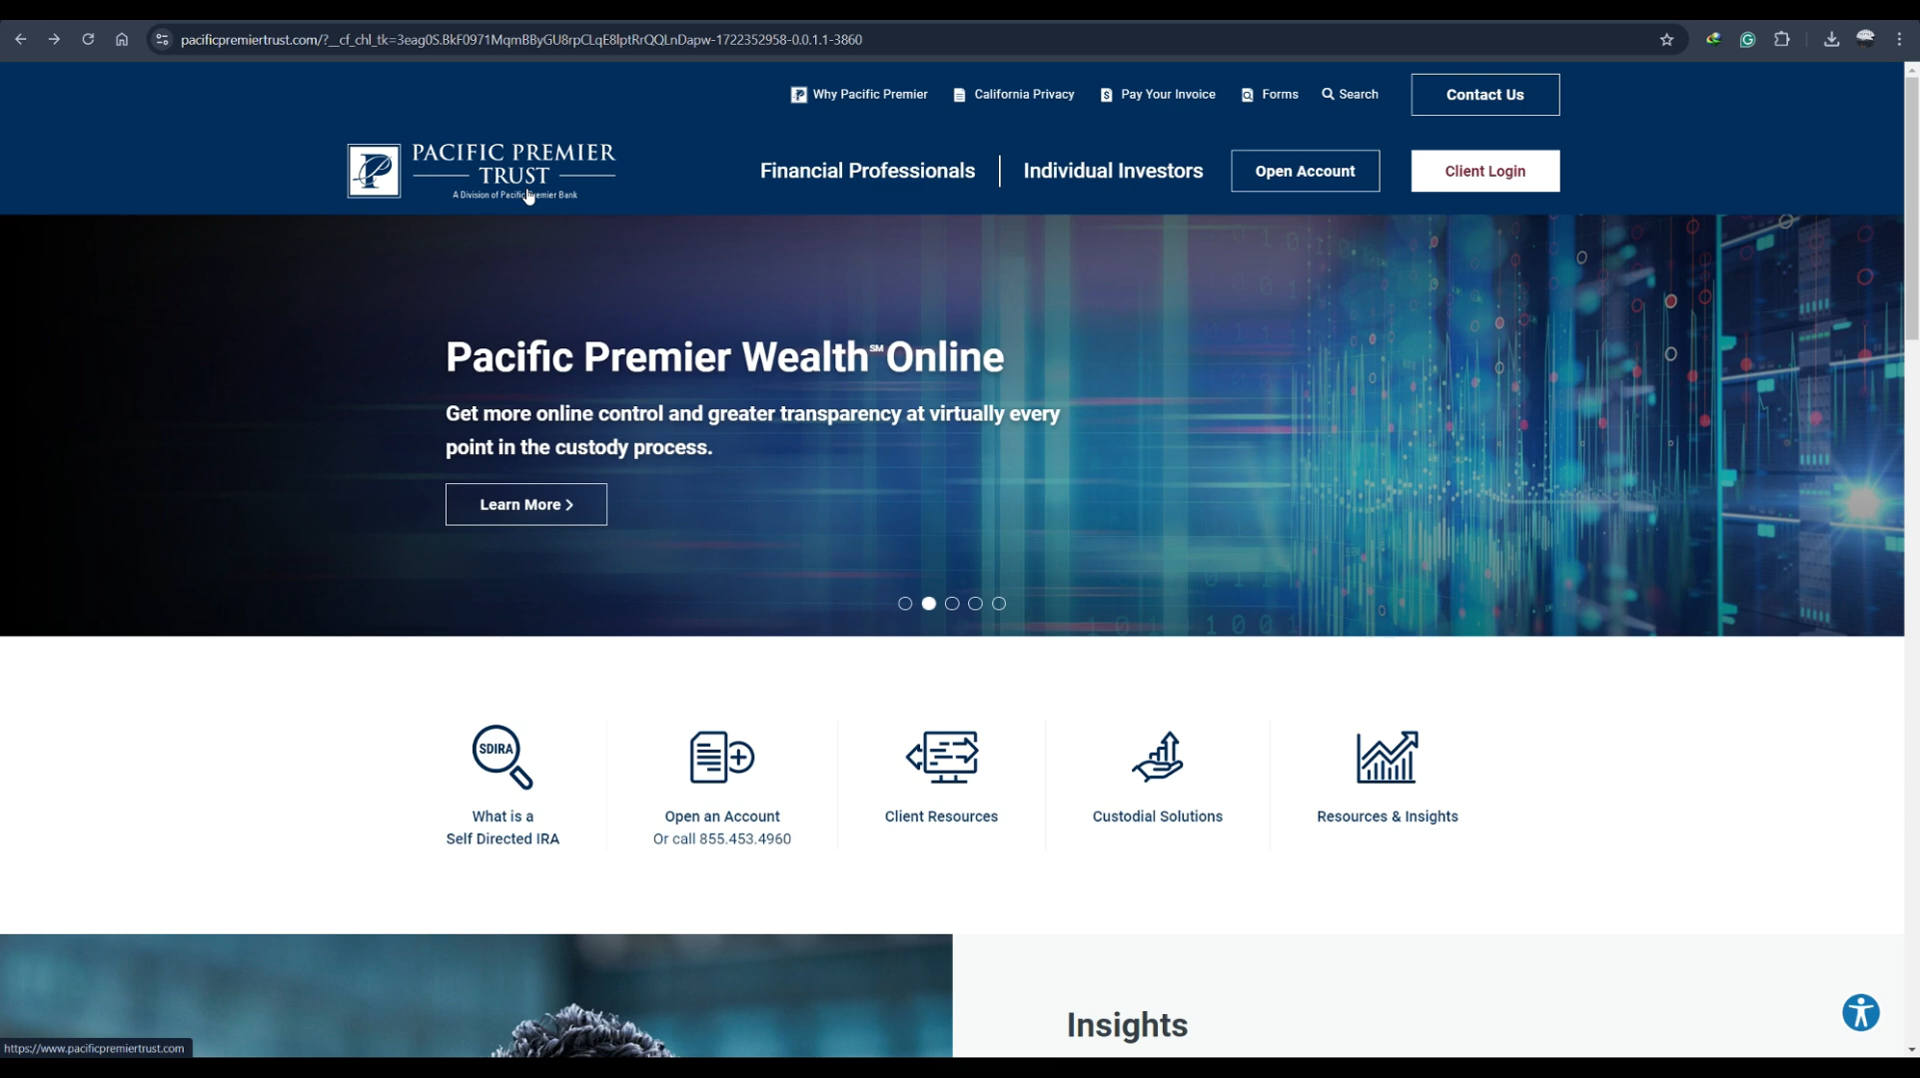 pacificpremiertrust.com/?__cf_chl_tk=3eag0S.BkF0971MqmBByGU8rpCLqE8lptRrQQLnDapw-1722352958-0.0.1.1-3860
Why Pacific Premier
California Privacy
Pay Your Invoice
Forms
Search
Contact Us
PACIFIC PREMIER
TRUST
A Division of Pacific Premier Bank
Financial Professionals
Individual Investors
Open Account
Client Login
Pacific Premier Wealth℠ Online
Get more online control and greater transparency at virtually every
point in the custody process.
Learn More >
SDIRA
What is a
Self Directed IRA
Open an Account
Or call 855.453.4960
Client Resources
Custodial Solutions
Resources & Insights
Insights
https://www.pacificpremiertrust.com